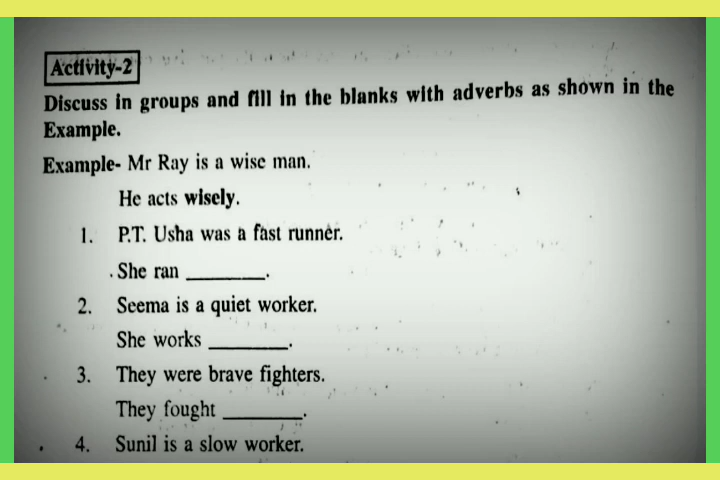 Activity-2
Discuss in groups and fill in the blanks with adverbs as shown in the
Example.
Example- Mr Ray is a wise man.
He acts wisely.
1. P.T. Usha was a fast runner.
She ran ________.
2. Seema is a quiet worker.
She works ________.
3. They were brave fighters.
They fought ________.
4. Sunil is a slow worker.